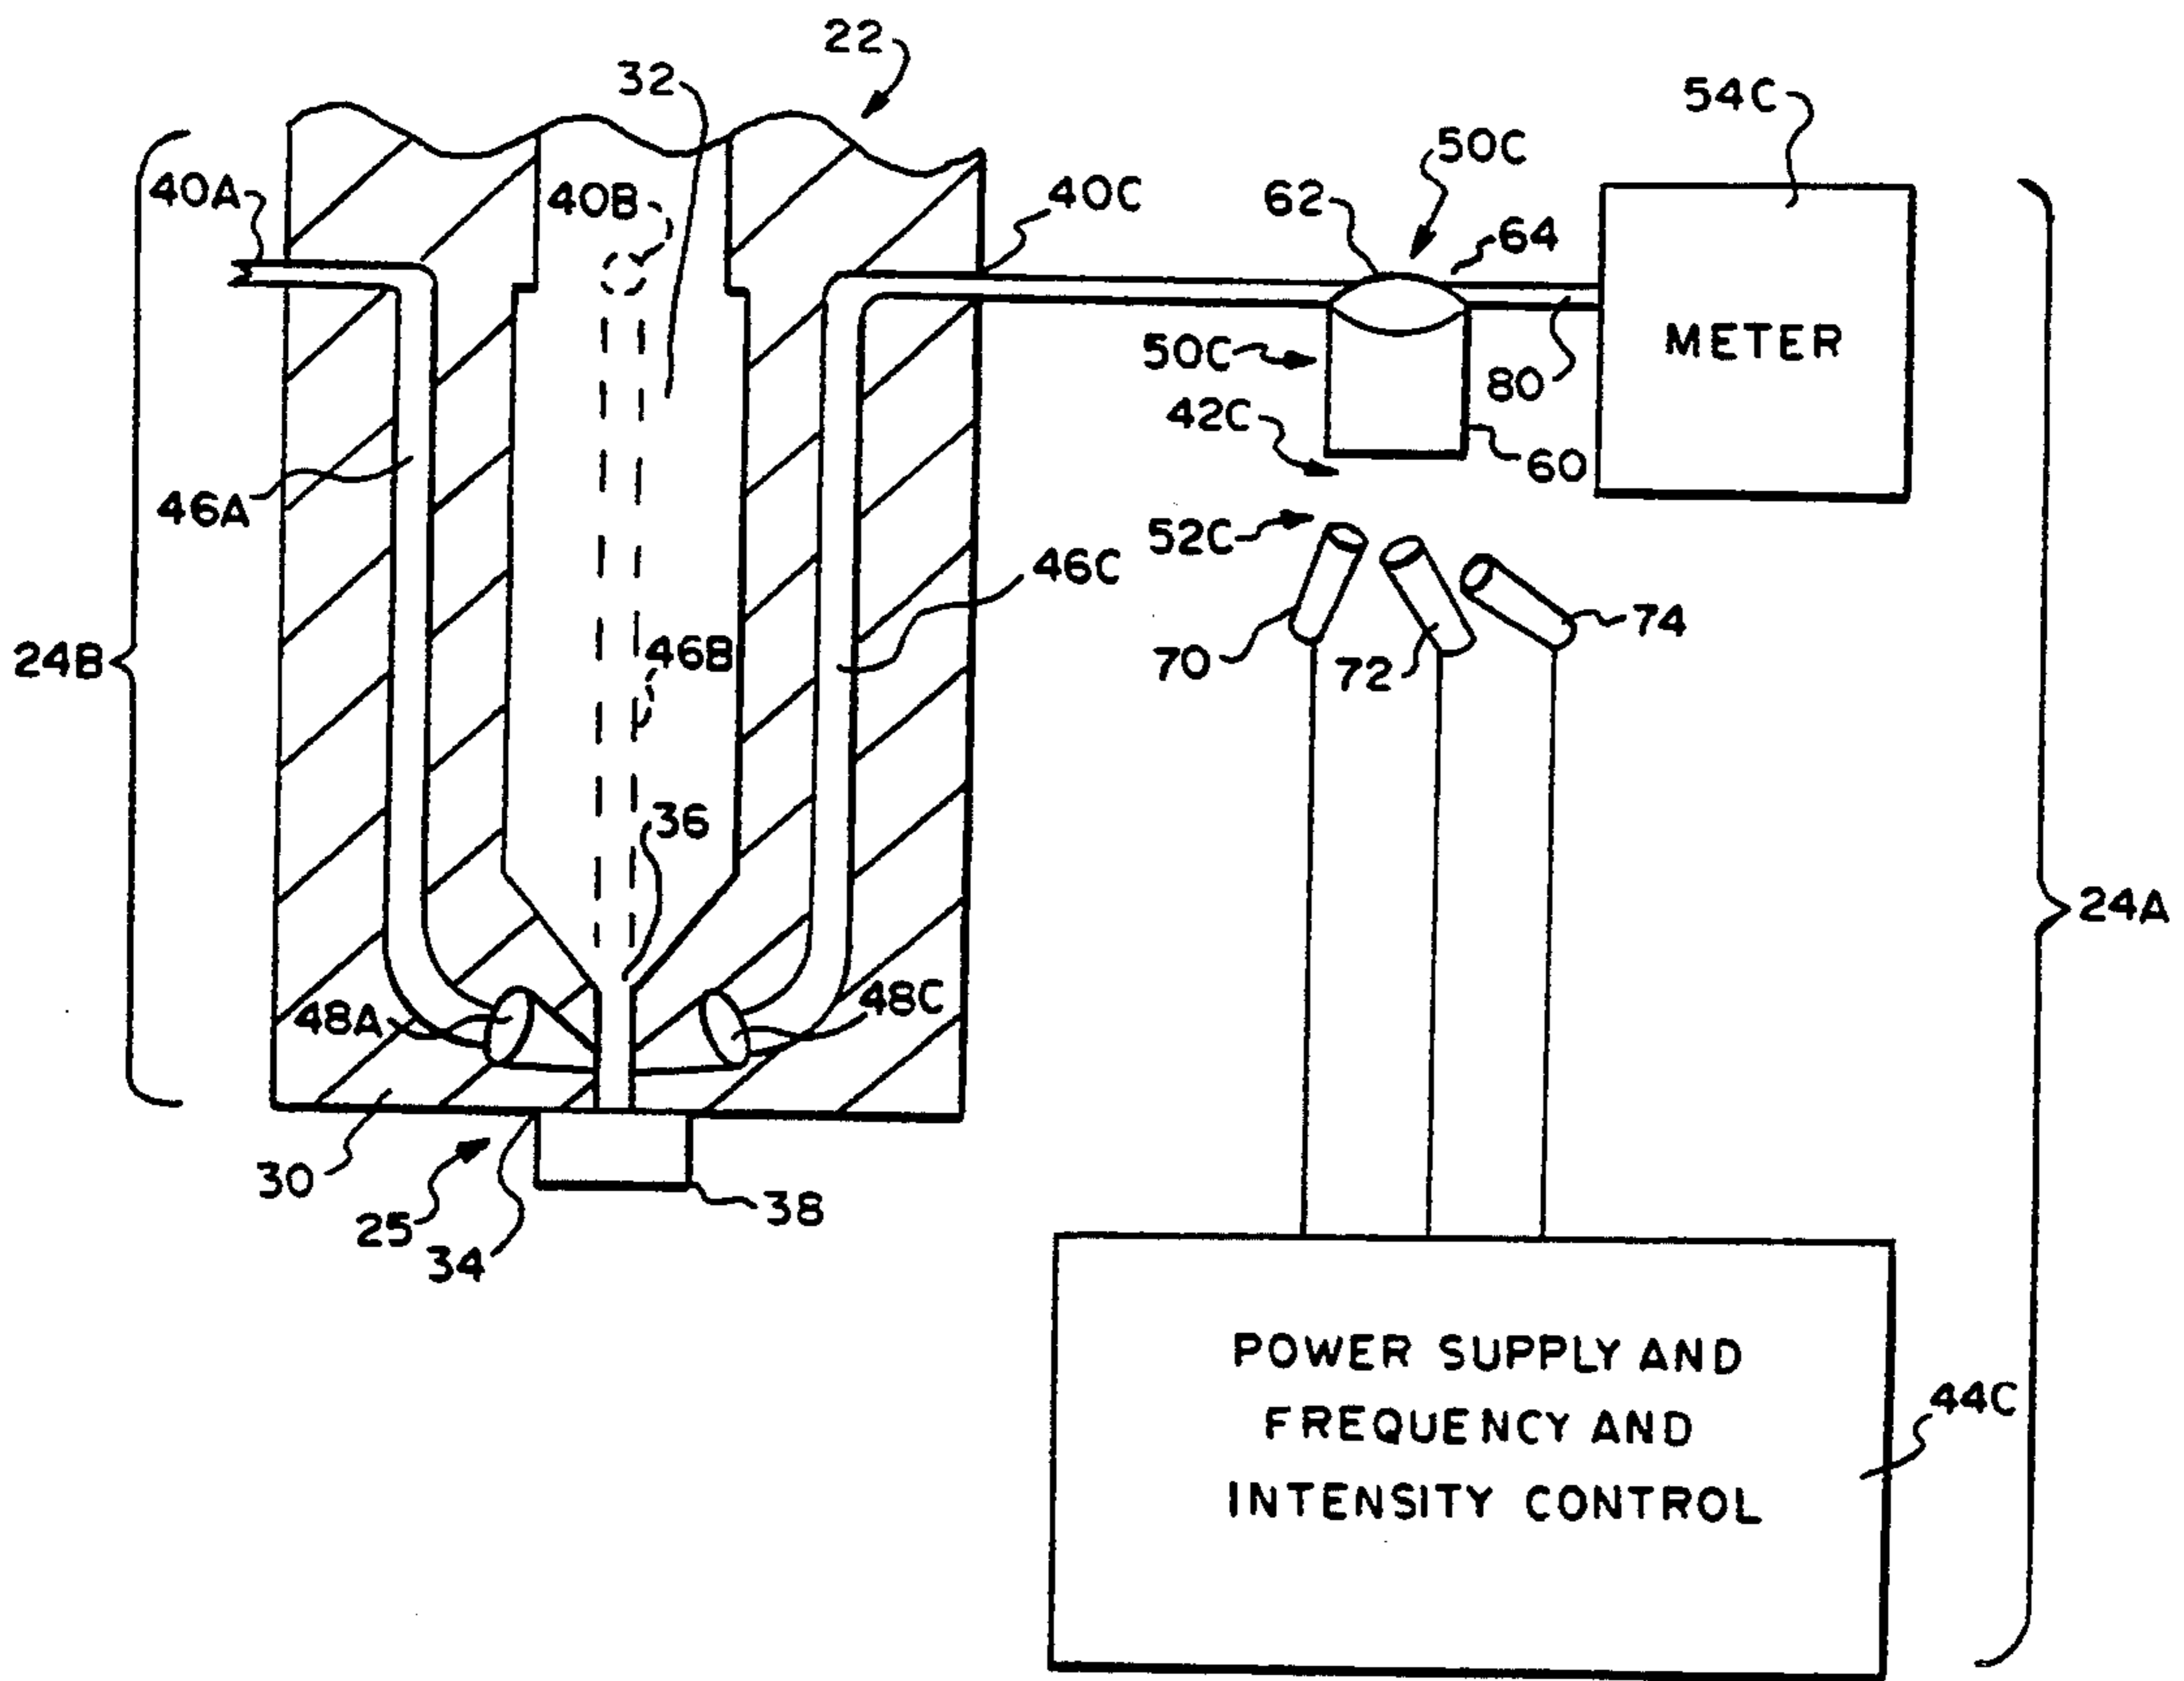 22
32
54C
50C
40A
40B
40C
62
64
METER
50C
80
42C
60
46A
52C
46C
74
24B
46B
70
72
36
24A
48A
48C
30
25
34
38
POWER SUPPLY AND
FREQUENCY AND
INTENSITY CONTROL
44C